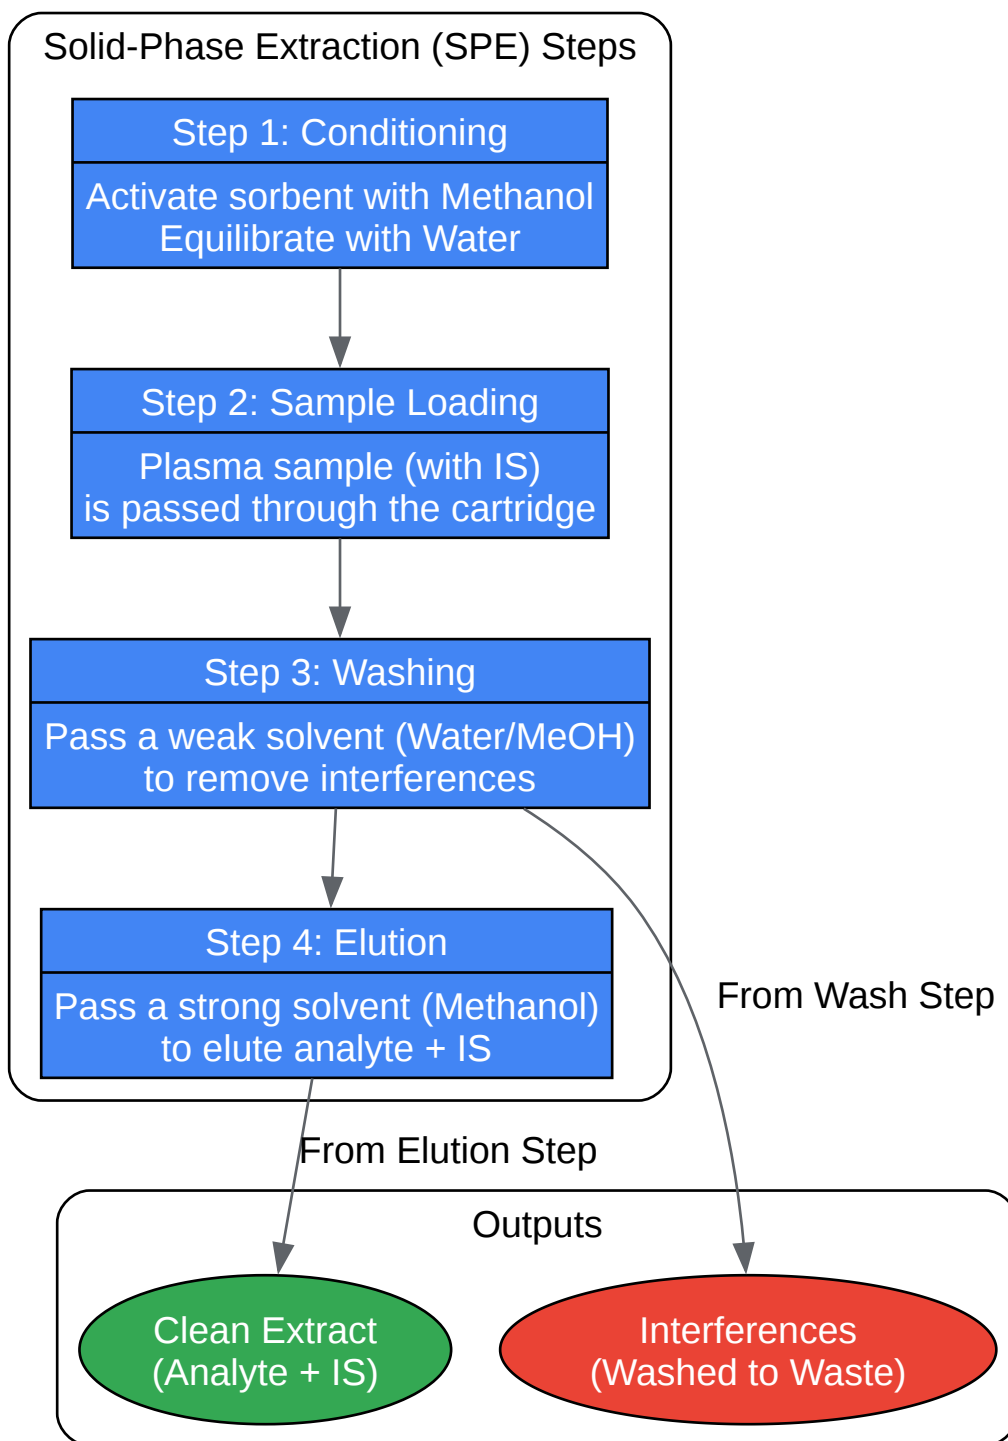 Solid-Phase Extraction (SPE) Steps
Step 1: Conditioning
Activate sorbent with Methanol
Equilibrate with Water
Step 2: Sample Loading
Plasma sample (with IS)
is passed through the cartridge
Step 3: Washing
Pass a weak solvent (Water/MeOH)
to remove interferences
Step 4: Elution
Pass a strong solvent (Methanol)
to elute analyte + IS
From Wash Step
From Elution Step
Outputs
Clean Extract
(Analyte + IS)
Interferences
(Washed to Waste)